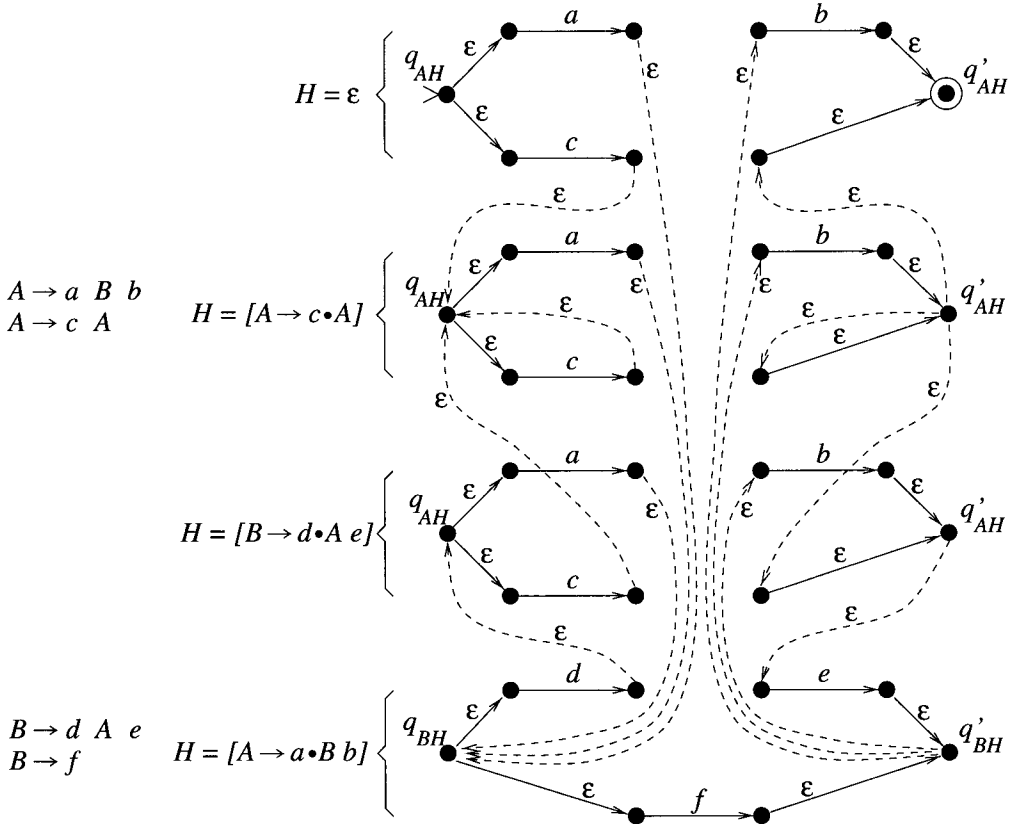 a b
ε ε ε ε
q_AH q'_AH
H = ε
ε ε
c
ε ε
a b
ε ε ε ε
A → a B b
q_AH q'_AH
A → c A
H = [A → c•A]
ε ε
ε ε
c
ε ε
a b
ε ε ε ε
q_AH q'_AH
H = [B → d•A e]
ε ε
c
ε ε
d e
ε ε
B → d A e
q_BH q'_BH
B → f
H = [A → a•B b]
ε f ε